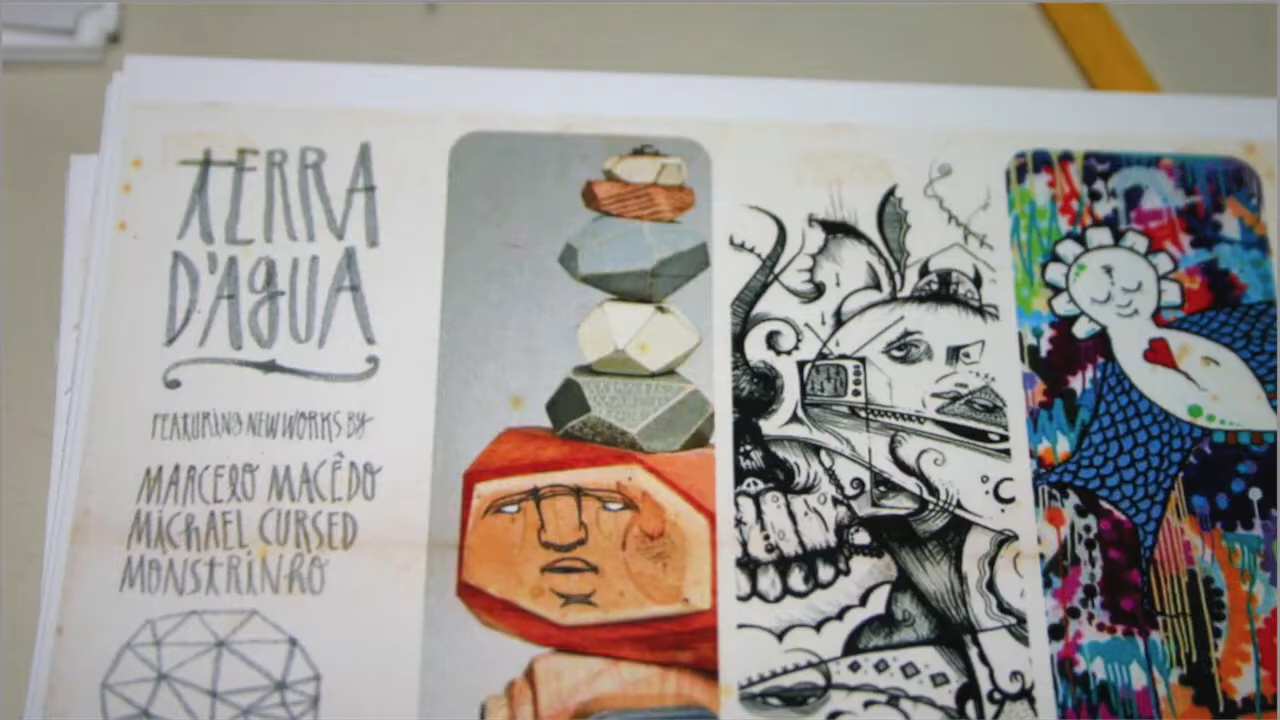 TERRA
D'AGUA
FEATURING NEW WORKS BY
MARCELO MACÊDO
MICHAEL CURSED
MONSTRINHO